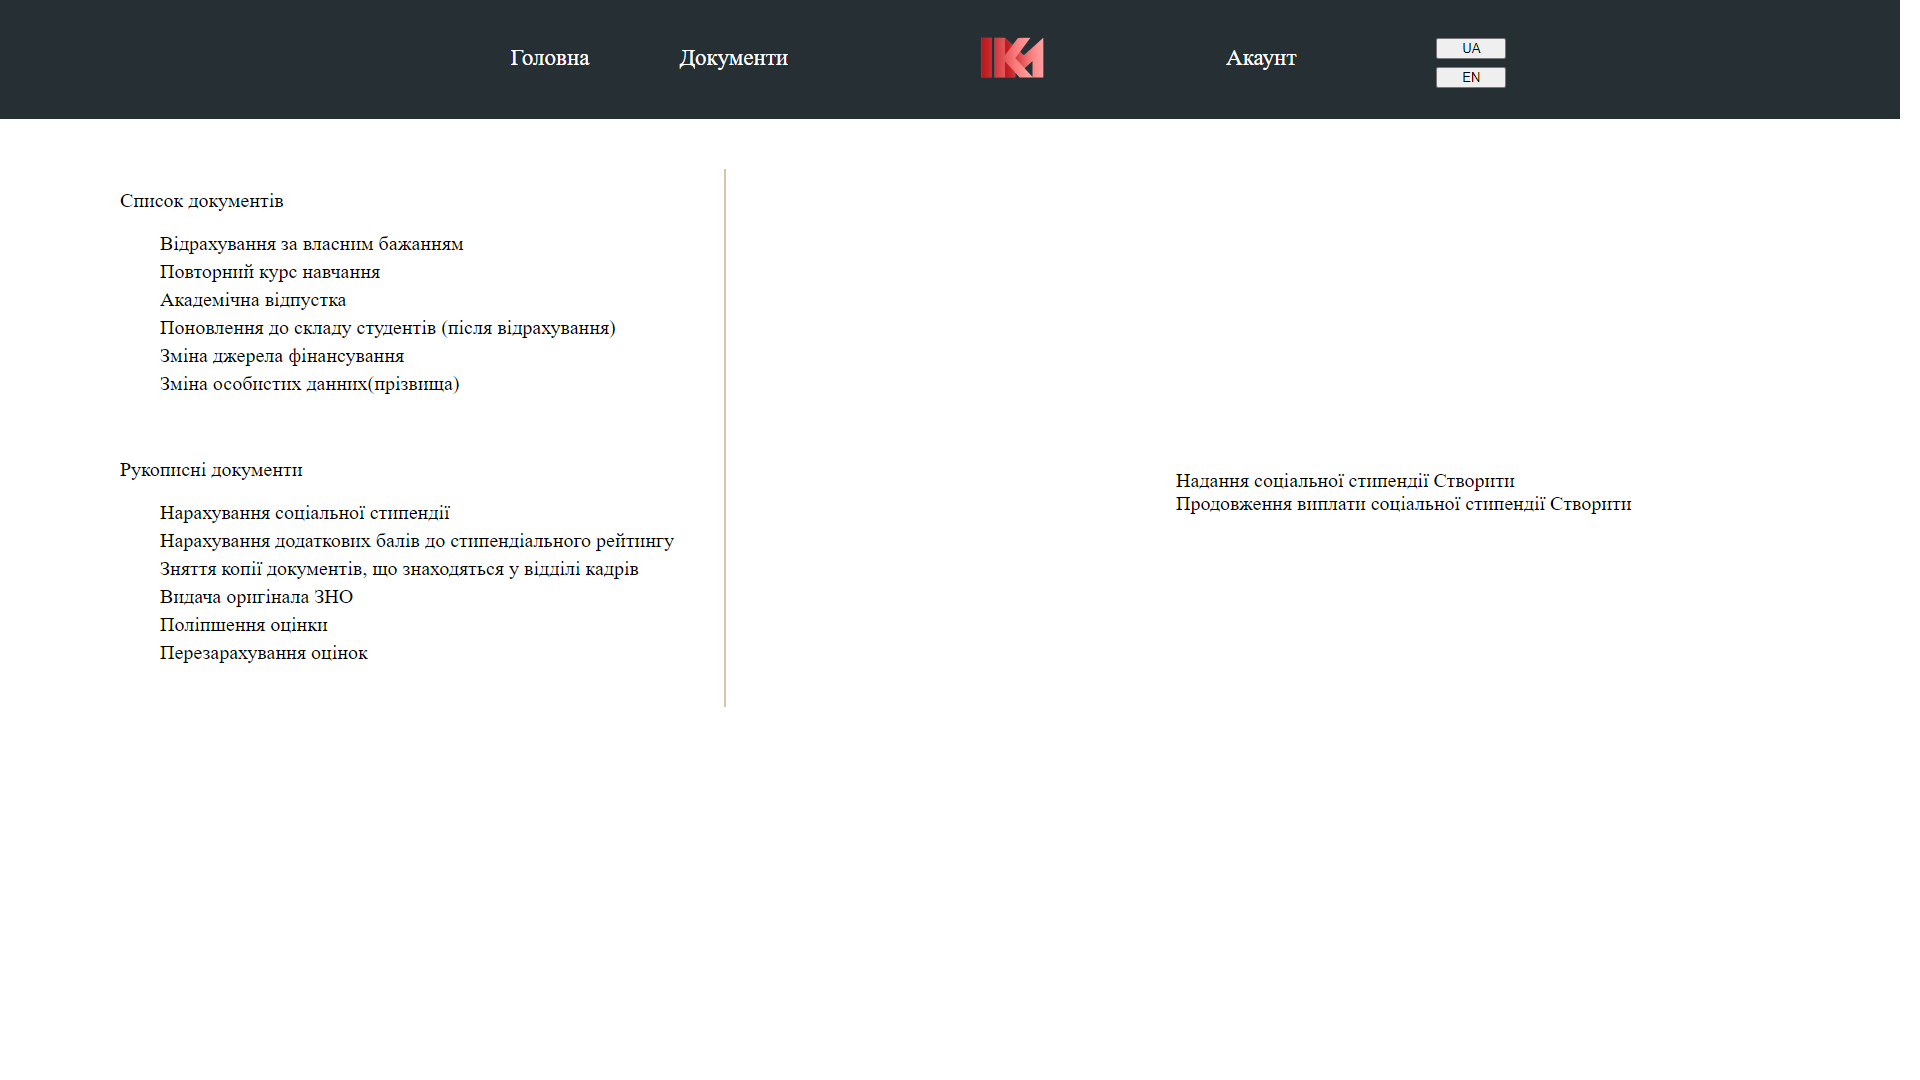 Головна
Документи
ІКА
Акаунт
UA
EN
Список документів
Відрахування за власним бажанням
Повторний курс навчання
Академічна відпустка
Поновлення до складу студентів (після відрахування)
Зміна джерела фінансування
Зміна особистих данних(прізвища)
Рукописні документи
Нарахування соціальної стипендії
Нарахування додаткових балів до стипендіального рейтингу
Зняття копії документів, що знаходяться у відділі кадрів
Видача оригінала ЗНО
Поліпшення оцінки
Перезарахування оцінок
Надання соціальної стипендії Створити
Продовження виплати соціальної стипендії Створити